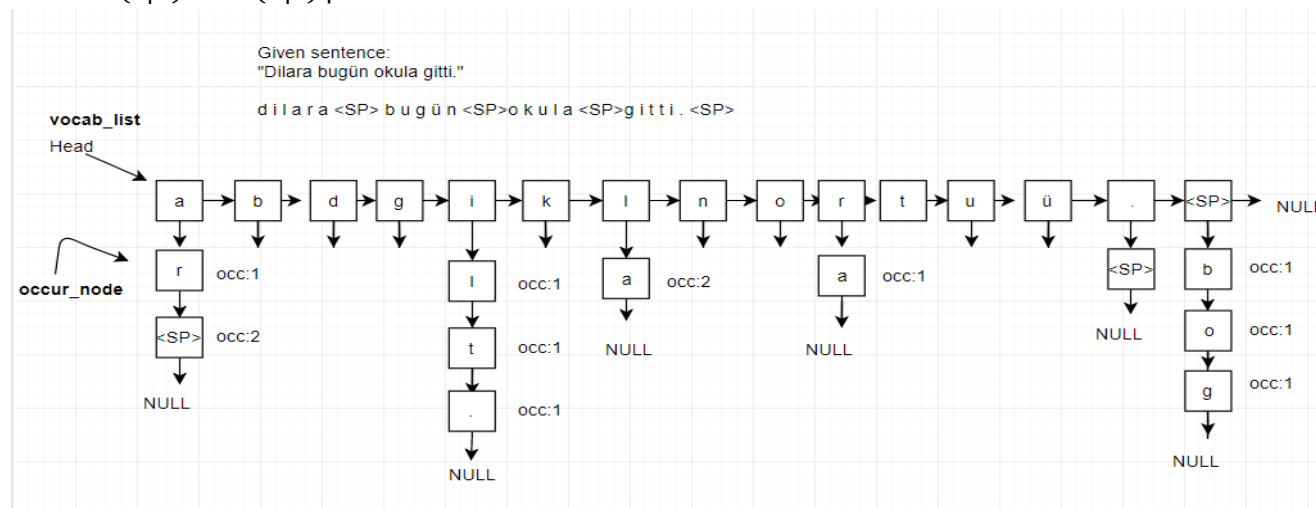 Given sentence:
"Dilara bugün okula gitti."
d i l a r a <SP> b u g ü n <SP>o k u l a <SP>g i t t i . <SP>
vocab_list
Head
a b d g i k l n o r t u ü . <SP> NULL
occur_node
r occ:1 l occ:1 a occ:2 a occ:1 <SP> b occ:1
<SP> occ:2 t occ:1 NULL NULL NULL o occ:1
NULL . occ:1 g occ:1
NULL NULL